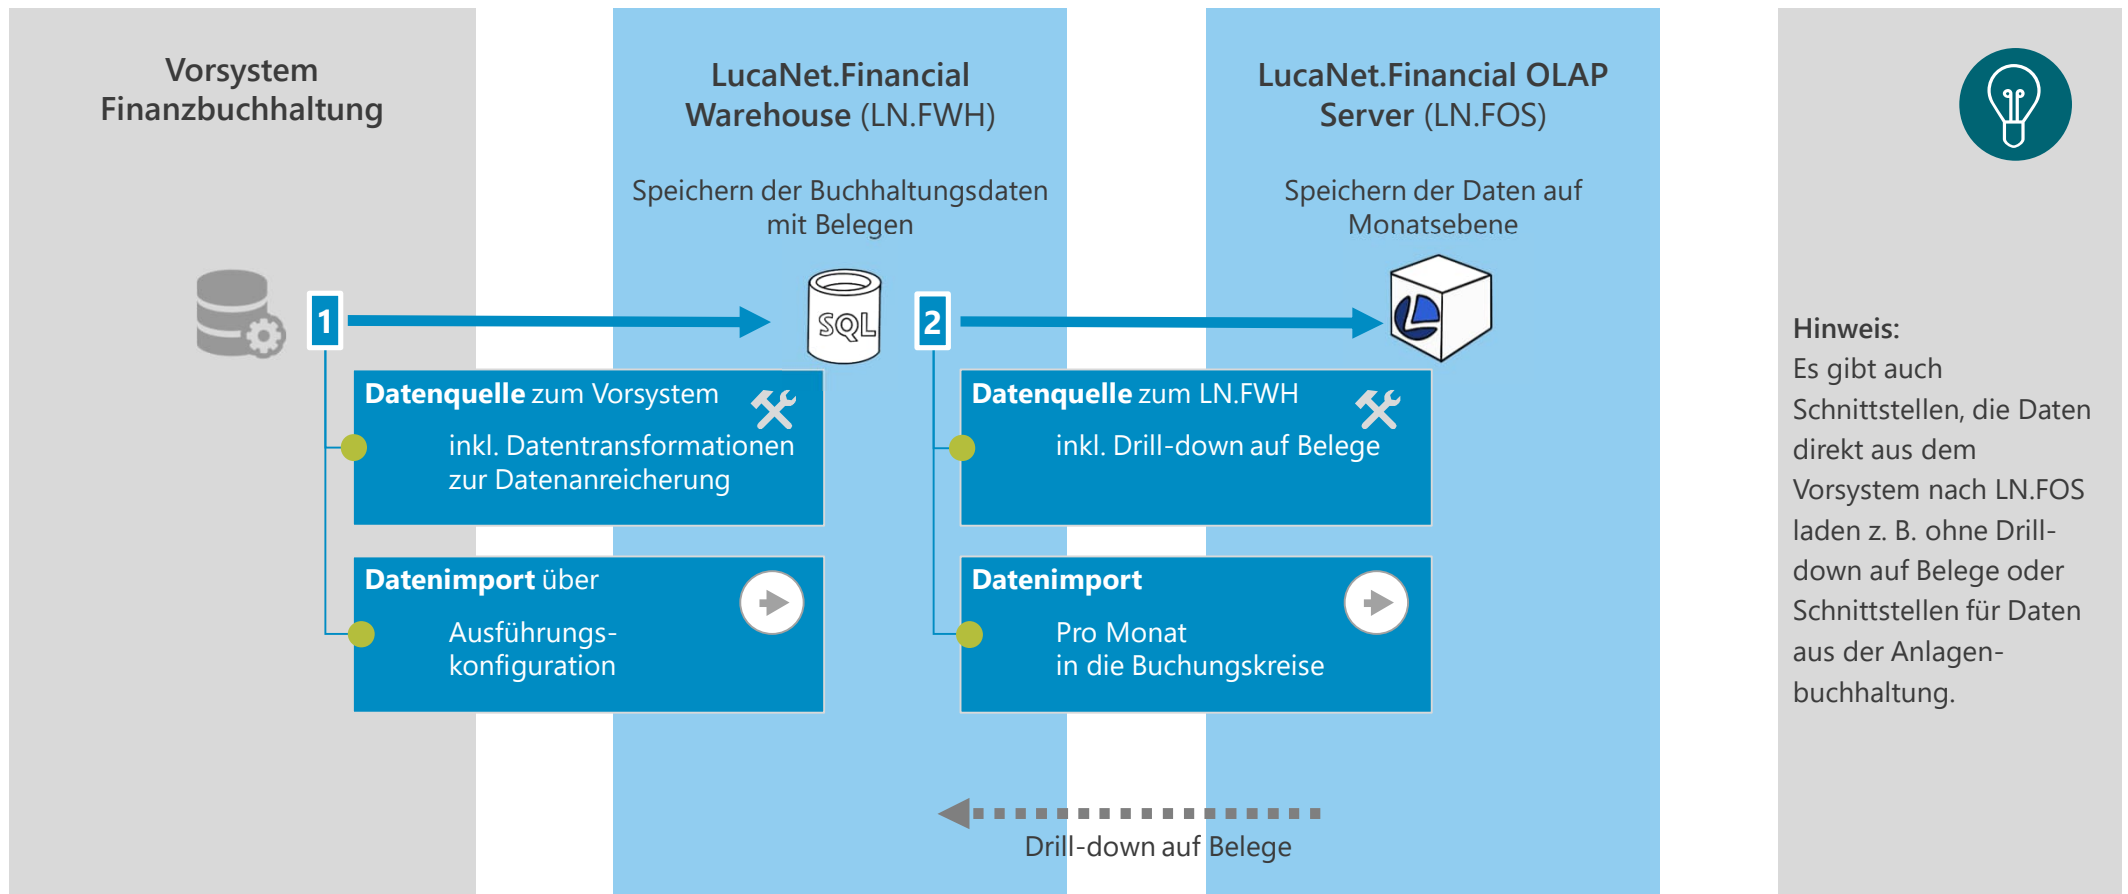 Vorsystem
Finanzbuchhaltung
LucaNet.Financial
Warehouse (LN.FWH)
Speichern der Buchhaltungsdaten
mit Belegen
LucaNet.Financial OLAP
Server (LN.FOS)
Speichern der Daten auf
Monatsebene
1
SQL
2
Datenquelle zum Vorsystem
inkl. Datentransformationen
zur Datenanreicherung
Datenimport über
Ausführungs-
konfiguration
Datenquelle zum LN.FWH
inkl. Drill-down auf Belege
Datenimport
Pro Monat
in die Buchungskreise
Drill-down auf Belege
Hinweis:
Es gibt auch
Schnittstellen, die Daten
direkt aus dem
Vorsystem nach LN.FOS
laden z. B. ohne Drill-
down auf Belege oder
Schnittstellen für Daten
aus der Anlagen-
buchhaltung.